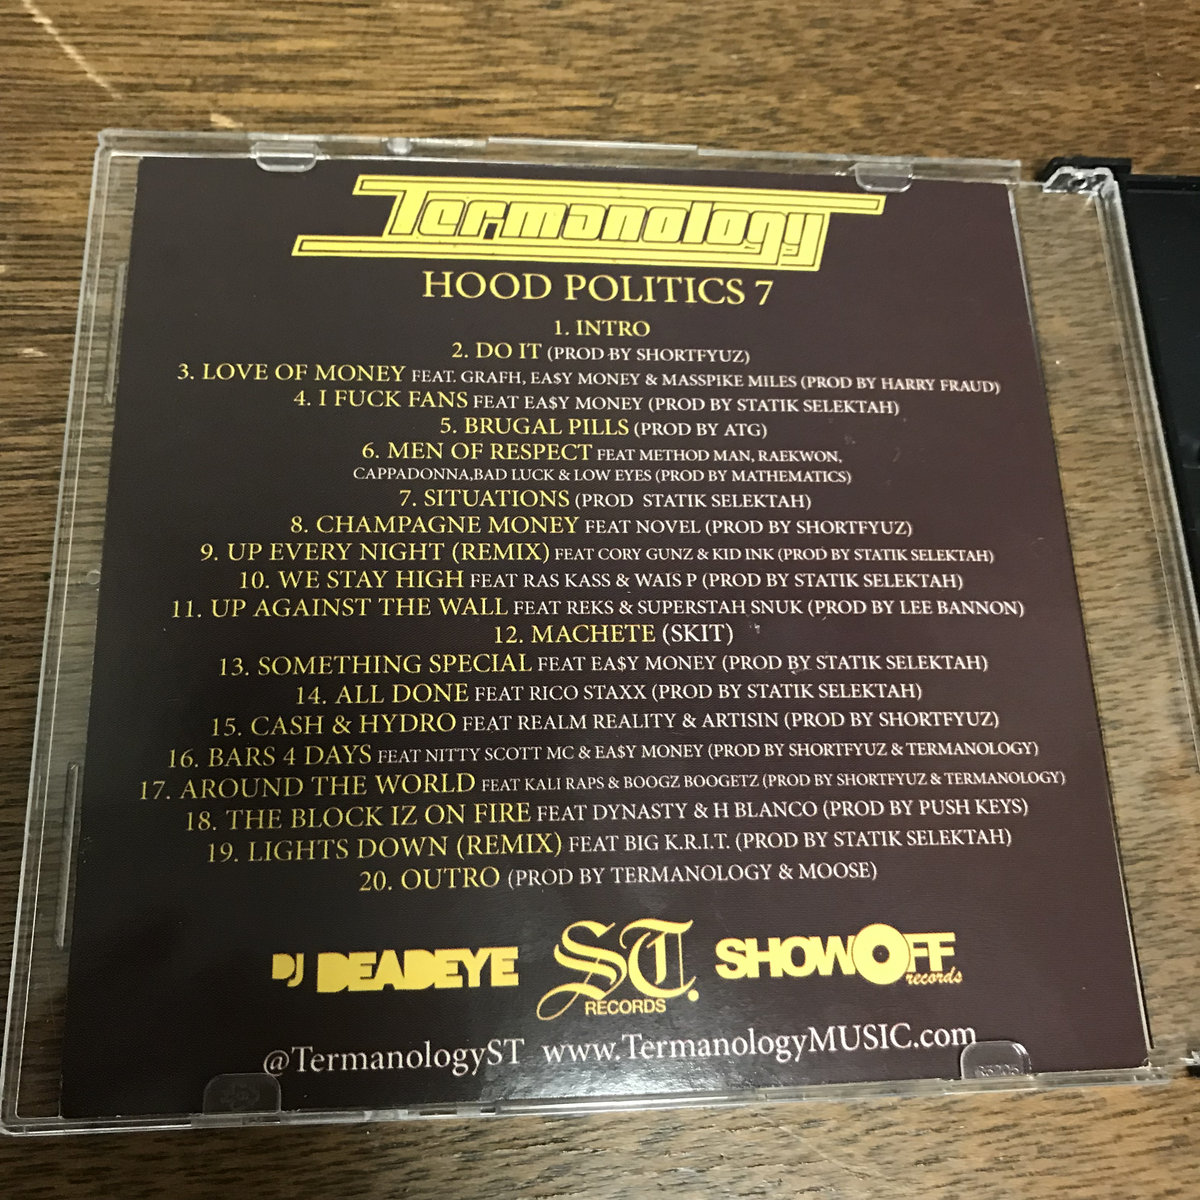 Termanology
HOOD POLITICS 7
1. INTRO
2. DO IT (PROD BY SHORTFYUZ)
3. LOVE OF MONEY FEAT. GRAFH, EA$Y MONEY & MASSPIKE MILES (PROD BY HARRY FRAUD)
4. I FUCK FANS FEAT EA$Y MONEY (PROD BY STATIK SELEKTAH)
5. BRUGAL PILLS (PROD BY ATG)
6. MEN OF RESPECT FEAT METHOD MAN, RAEKWON,
CAPPADONNA,BAD LUCK & LOW EYES (PROD BY MATHEMATICS)
7. SITUATIONS (PROD STATIK SELEKTAH)
8. CHAMPAGNE MONEY FEAT NOVEL (PROD BY SHORTFYUZ)
9. UP EVERY NIGHT (REMIX) FEAT CORY GUNZ & KID INK (PROD BY STATIK SELEKTAH)
10. WE STAY HIGH FEAT RAS KASS & WAIS P (PROD BY STATIK SELEKTAH)
11. UP AGAINST THE WALL FEAT REKS & SUPERSTAH SNUK (PROD BY LEE BANNON)
12. MACHETE (SKIT)
13. SOMETHING SPECIAL FEAT EA$Y MONEY (PROD BY STATIK SELEKTAH)
14. ALL DONE FEAT RICO STAXX (PROD BY STATIK SELEKTAH)
15. CASH & HYDRO FEAT REALM REALITY & ARTISIN (PROD BY SHORTFYUZ)
16. BARS 4 DAYS FEAT NITTY SCOTT MC & EA$Y MONEY (PROD BY SHORTFYUZ & TERMANOLOGY)
17. AROUND THE WORLD FEAT KALI RAPS & BOOGZ BOOGETZ (PROD BY SHORTFYUZ & TERMANOLOGY)
18. THE BLOCK IZ ON FIRE FEAT DYNASTY & H BLANCO (PROD BY PUSH KEYS)
19. LIGHTS DOWN (REMIX) FEAT BIG K.R.I.T. (PROD BY STATIK SELEKTAH)
20. OUTRO (PROD BY TERMANOLOGY & MOOSE)
DJ DEADEYE
ST.
RECORDS
SHOWOFF
records
@TermanologyST www.TermanologyMUSIC.com